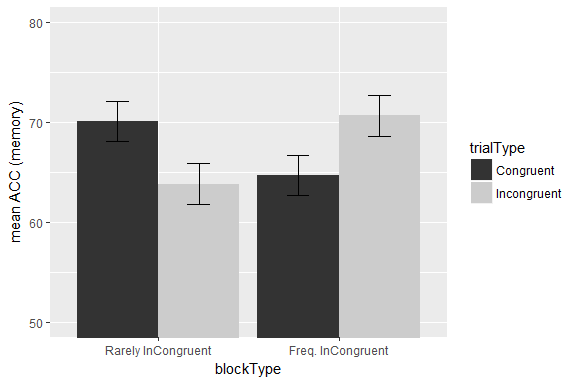 80
70
60
50
mean ACC (memory)
Rarely InCongruent
Freq. InCongruent
blockType
trialType
Congruent
Incongruent